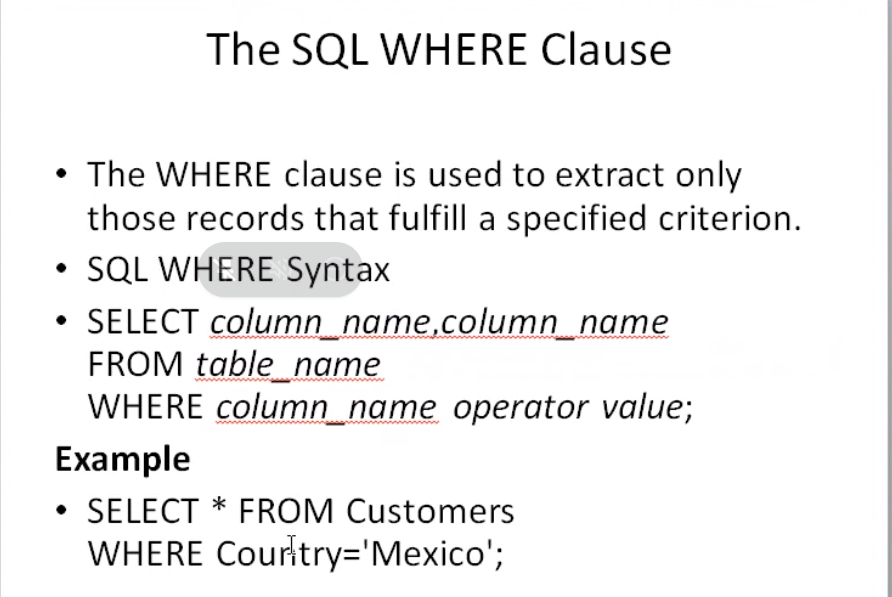 The SQL WHERE Clause
• The WHERE clause is used to extract only
those records that fulfill a specified criterion.
• SQL WHERE Syntax
• SELECT column_name,column_name
FROM table_name
WHERE column_name operator value;
Example
• SELECT * FROM Customers
WHERE Country='Mexico';